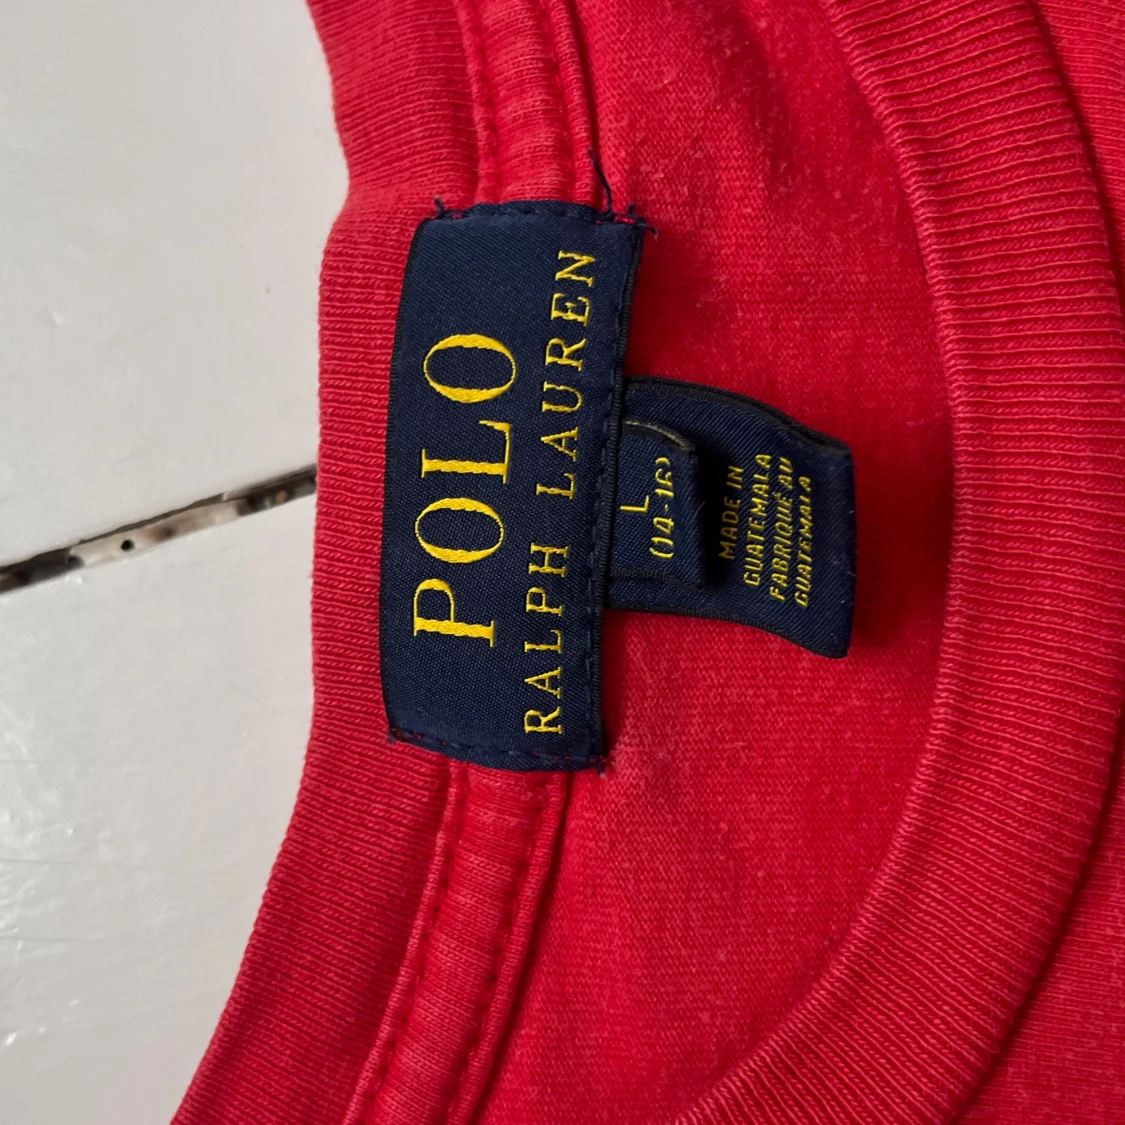 POLO
RALPH LAUREN
L
(14-16)
MADE IN
GUATEMALA
FABRIQUÉ AU
GUATEMALA